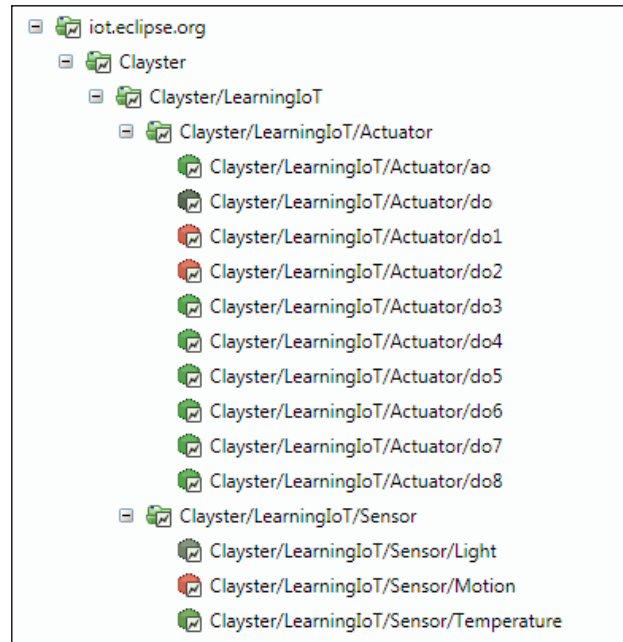 iot.eclipse.org
Clayster
Clayster/LearningIoT
Clayster/LearningIoT/Actuator
Clayster/LearningIoT/Actuator/ao
Clayster/LearningIoT/Actuator/do
Clayster/LearningIoT/Actuator/do1
Clayster/LearningIoT/Actuator/do2
Clayster/LearningIoT/Actuator/do3
Clayster/LearningIoT/Actuator/do4
Clayster/LearningIoT/Actuator/do5
Clayster/LearningIoT/Actuator/do6
Clayster/LearningIoT/Actuator/do7
Clayster/LearningIoT/Actuator/do8
Clayster/LearningIoT/Sensor
Clayster/LearningIoT/Sensor/Light
Clayster/LearningIoT/Sensor/Motion
Clayster/LearningIoT/Sensor/Temperature